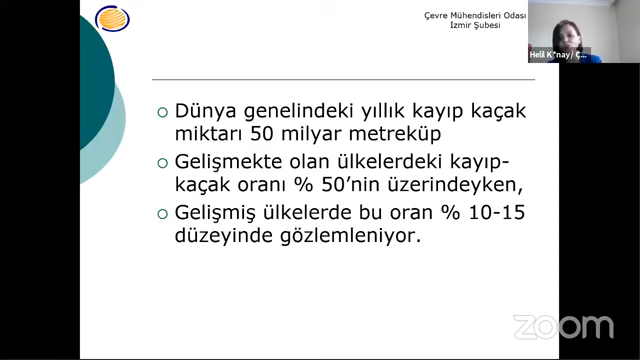 Çevre Mühendisleri Odası
İzmir Şubesi
Dünya genelindeki yıllık kayıp kaçak
miktarı 50 milyar metreküp
Gelişmekte olan ülkelerdeki kayıp-
kaçak oranı % 50’nin üzerindeyken,
Gelişmiş ülkelerde bu oran % 10-15
düzeyinde gözlemleniyor.
zoom